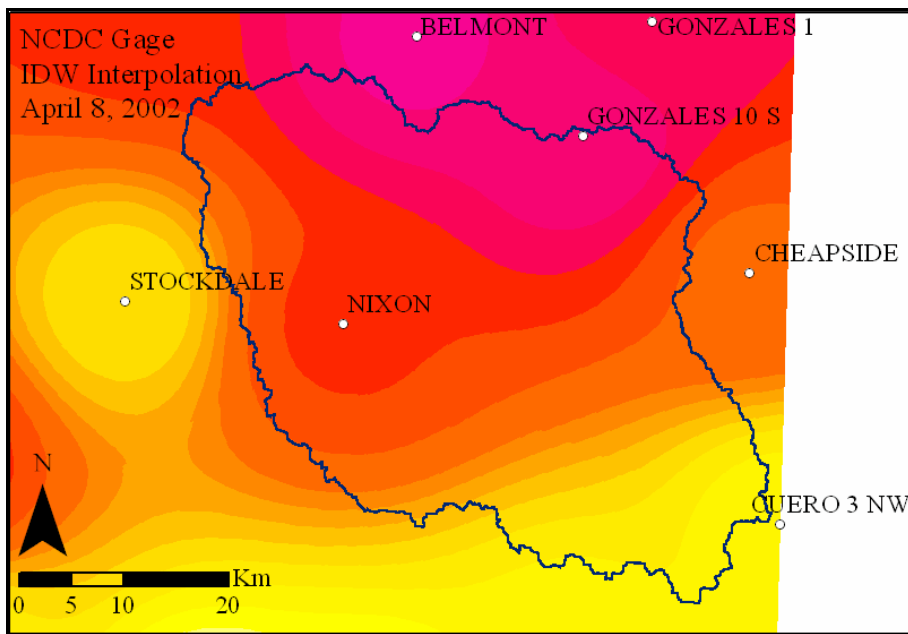 NCDC Gage
IDW Interpolation
April 8, 2002
BELMONT
GONZALES 1
GONZALES 10 S
CHEAPSIDE
STOCKDALE
NIXON
CUERO 3 NW
N
Km
0 5 10 20